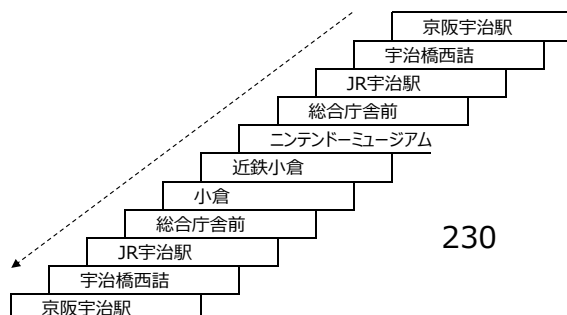 京阪宇治駅
宇治橋西詰
JR宇治駅
総合庁舎前
ニンテンドーミュージアム
近鉄小倉
小倉
総合庁舎前
JR宇治駅
宇治橋西詰
京阪宇治駅
230